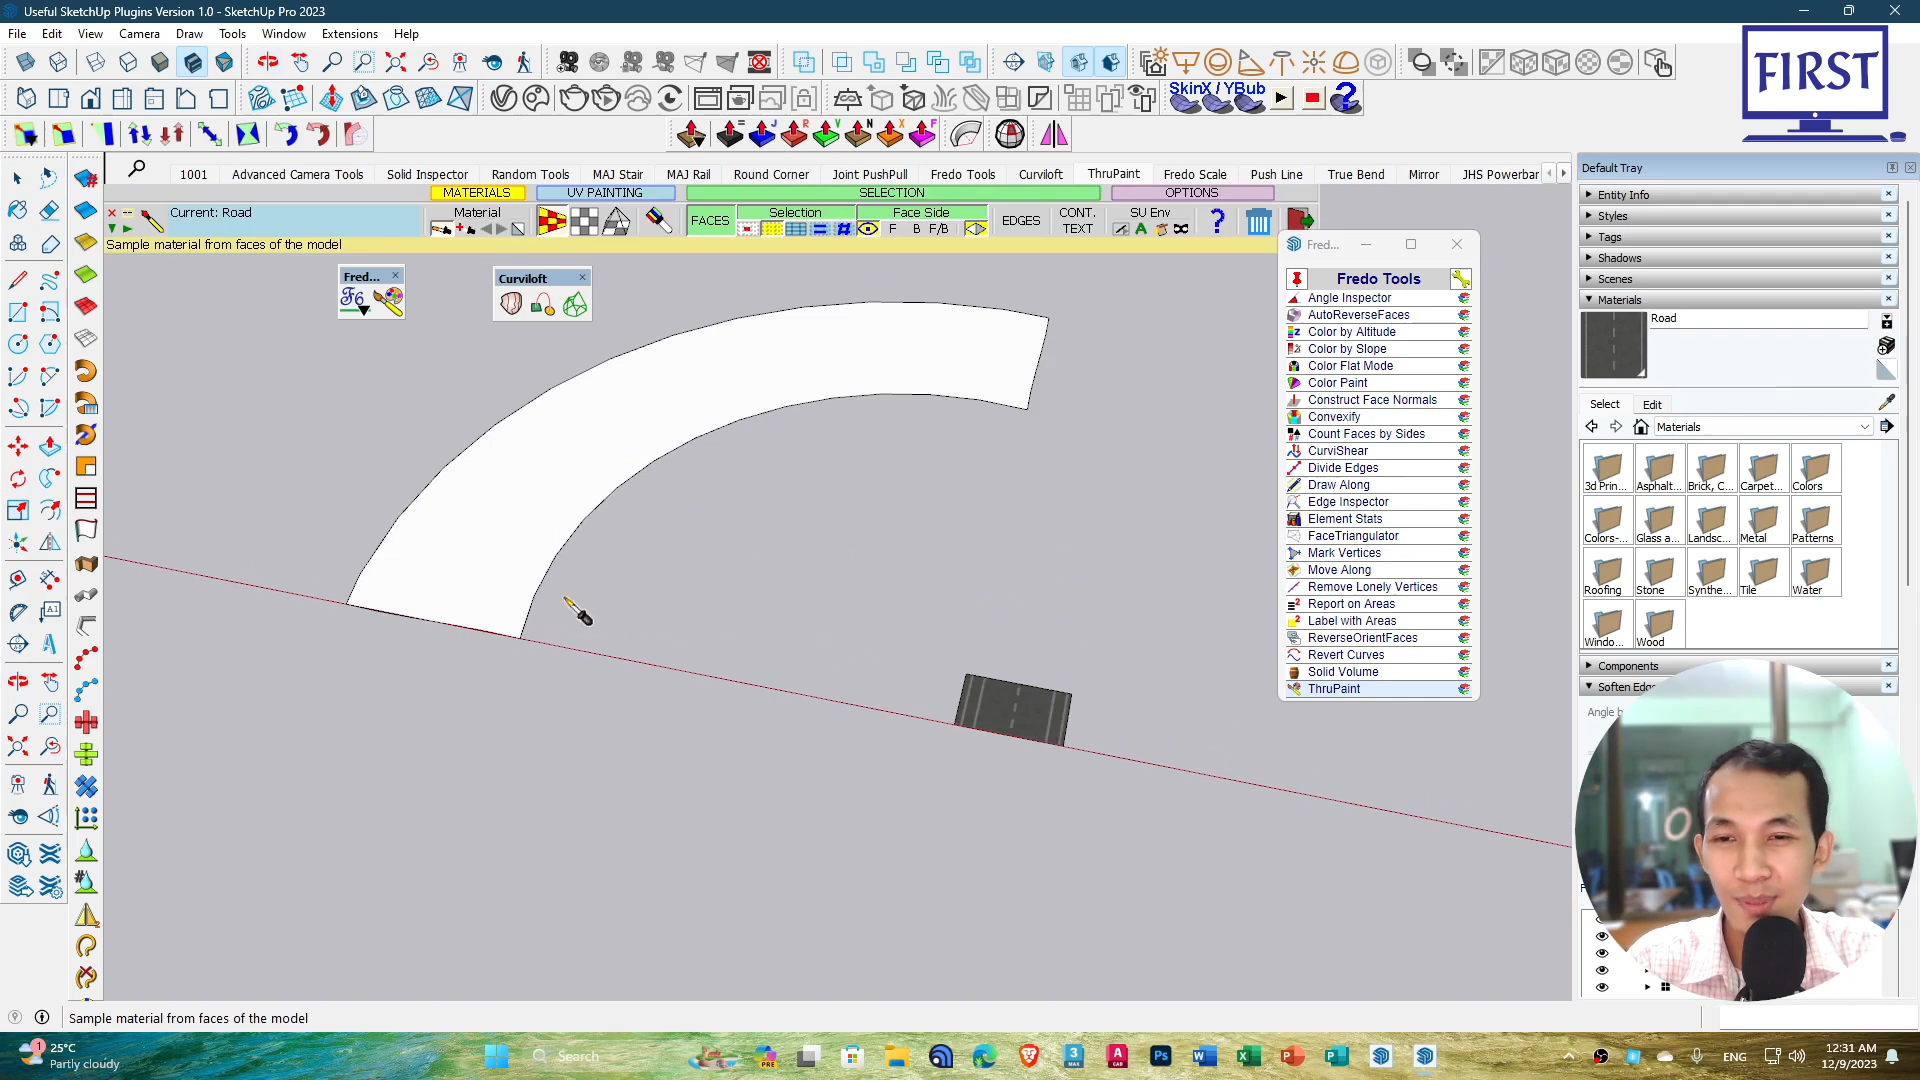 Useful SketchUp Plugins Version 1.0 - SketchUp Pro 2023
File Edit View Camera Draw Tools Window Extensions Help
FIRST
SkinX / YBub
1001 Advanced Camera Tools Solid Inspector Random Tools MAJ Stair MAJ Rail Round Corner Joint PushPull Fredo Tools Curviloft ThruPaint Fredo Scale Push Line True Bend Mirror JHS Powerbar
MATERIALS UV PAINTING SELECTION OPTIONS
Current: Road
Material
FACES
Selection
Face Side
F B F/B
EDGES
CONT. TEXT
SU Env
Sample material from faces of the model
Fred...
Curviloft
Fred...
Fredo Tools
Angle Inspector
AutoReverseFaces
Color by Altitude
Color by Slope
Color Flat Mode
Color Paint
Construct Face Normals
Convexify
Count Faces by Sides
CurviShear
Divide Edges
Draw Along
Edge Inspector
Element Stats
FaceTriangulator
Mark Vertices
Move Along
Remove Lonely Vertices
Report on Areas
Label with Areas
ReverseOrientFaces
Revert Curves
Solid Volume
ThruPaint
Default Tray
Entity Info
Styles
Tags
Shadows
Scenes
Materials
Road
Select Edit
Materials
3d Prin... Asphalt... Brick, C... Carpet... Colors
Colors-... Glass a... Landsc... Metal Patterns
Roofing Stone Synthe... Tile Water
Windo... Wood
Components
Soften Edg
Angle b
Sample material from faces of the model
25°C
Partly cloudy
Search
ENG
12:31 AM
12/9/2023